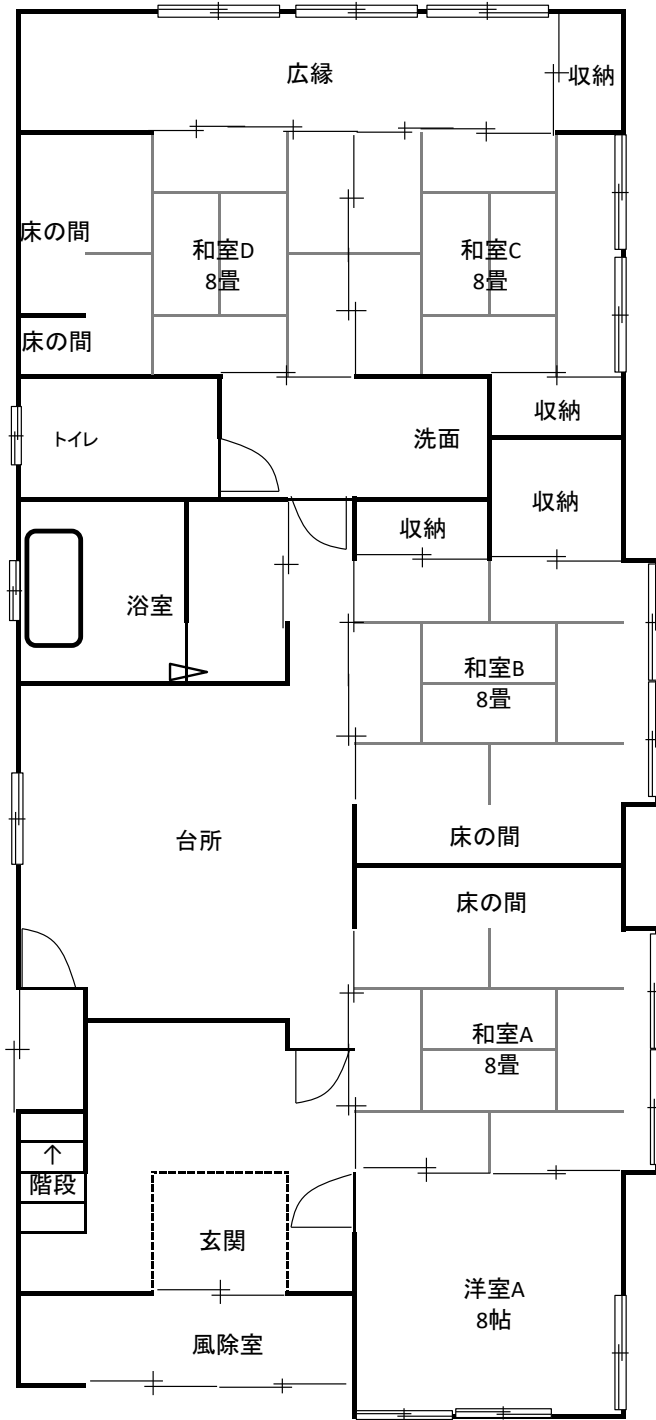 広縁
収納
床の間
和室D
8畳
和室C
8畳
床の間
収納
トイレ
洗面
収納
収納
浴室
和室B
8畳
台所
床の間
床の間
和室A
8畳
↑
階段
玄関
洋室A
8帖
風除室